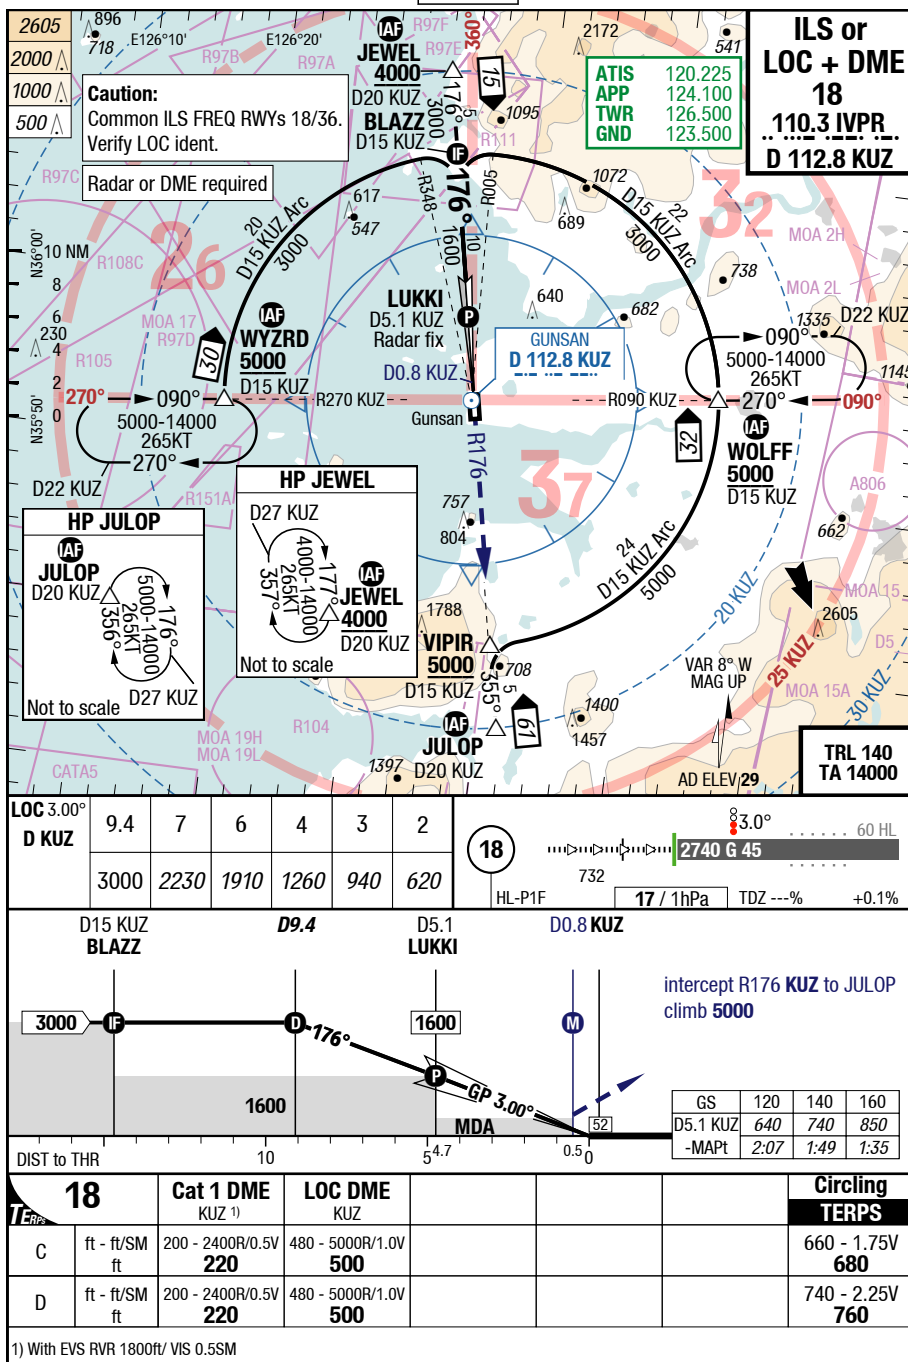 2605
2000
1000
500
896
718
E126°10'
E126°20'
R97B
R97A
R97F
R97E
360°
2172
541
ILS or
LOC + DME
18
110.3 IVPR
D 112.8 KUZ
ATIS 120.225
APP 124.100
TWR 126.500
GND 123.500
Caution:
Common ILS FREQ RWYs 18/36.
Verify LOC ident.
Radar or DME required
IAF
JEWEL
4000
D20 KUZ
BLAZZ
D15 KUZ
IF
176°
3000
5
15
1095
R111
R97C
617
547
R348
R005
176°
1600
10
1072
689
20
D15 KUZ Arc
3000
22
D15 KUZ Arc
3000
26
32
MOA 2H
MOA 2L
N36°00'
10 NM
8
6
4
2
0
N35°50'
R108C
230
MOA 17
R97D
R105
30
IAF
WYZRD
5000
D15 KUZ
LUKKI
D5.1 KUZ
Radar fix
P
D0.8 KUZ
640
682
738
1335
D22 KUZ
1145
GUNSAN
D 112.8 KUZ
270°
090°
5000-14000
265KT
270°
D22 KUZ
R270 KUZ
Gunsan
R090 KUZ
090°
5000-14000
265KT
270°
090°
32
IAF
WOLFF
5000
D15 KUZ
R176
37
R151A
A806
662
757
804
24
D15 KUZ Arc
5000
HP JULOP
IAF
JULOP
D20 KUZ
5000-14000
265KT
176°
356°
D27 KUZ
Not to scale
HP JEWEL
D27 KUZ
4000-14000
265KT
177°
357°
IAF
JEWEL
4000
D20 KUZ
Not to scale
1788
VIPIR
5000
D15 KUZ
708
355°
5
61
IAF
JULOP
D20 KUZ
1400
1457
1397
20 KUZ
25 KUZ
30 KUZ
2605
MOA 15
D5
MOA 15A
VAR 8° W
MAG UP
AD ELEV 29
R104
MOA 19H
MOA 19L
CATA5
TRL 140
TA 14000
LOC 3.00°
D KUZ
9.4 7 6 4 3 2
3000 2230 1910 1260 940 620
18
3.0°
60 HL
2740 G 45
732
HL-P1F
17 / 1hPa
TDZ ---%
+0.1%
D15 KUZ
BLAZZ
D9.4
D5.1
LUKKI
D0.8 KUZ
intercept R176 KUZ to JULOP
climb 5000
3000
IF
D
176°
1600
P
GP 3.00°
M
1600
MDA
52
DIST to THR
10
5
4.7
0.5
0
GS 120 140 160
D5.1 KUZ 640 740 850
-MAPt 2:07 1:49 1:35
TERPS
18
Cat 1 DME
KUZ 1)
LOC DME
KUZ
Circling
TERPS
C ft - ft/SM 200 - 2400R/0.5V 480 - 5000R/1.0V 660 - 1.75V
ft 220 500 680
D ft - ft/SM 200 - 2400R/0.5V 480 - 5000R/1.0V 740 - 2.25V
ft 220 500 760
1) With EVS RVR 1800ft/ VIS 0.5SM